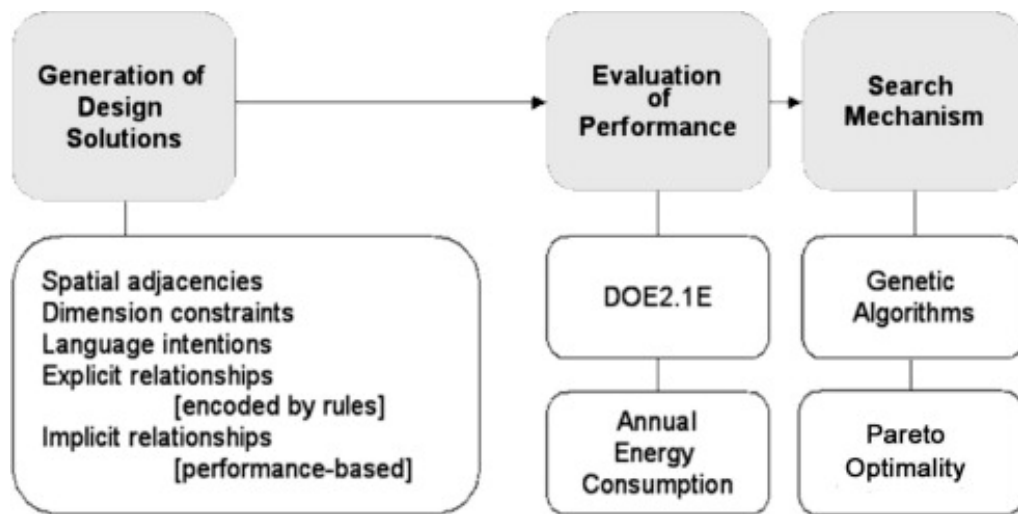 Generation of
Design
Solutions
Evaluation
of
Performance
Search
Mechanism
Spatial adjacencies
Dimension constraints
Language intentions
Explicit relationships
[encoded by rules]
Implicit relationships
[performance-based]
DOE2.1E
Annual
Energy
Consumption
Genetic
Algorithms
Pareto
Optimality